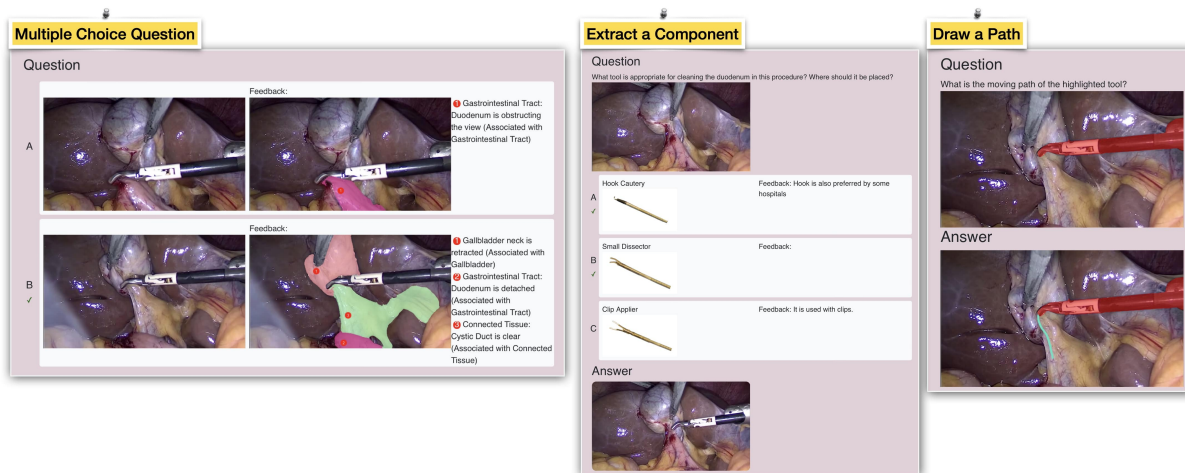 Multiple Choice Question
Question
A
Feedback:
1 Gastrointestinal Tract:
Duodenum is obstructing
the view (Associated with
Gastrointestinal Tract)
B
✓
Feedback:
1 Gallbladder neck is
retracted (Associated with
Gallbladder)
2 Gastrointestinal Tract:
Duodenum is detached
(Associated with
Gastrointestinal Tract)
3 Connected Tissue:
Cystic Duct is clear
(Associated with Connected
Tissue)
Extract a Component
Question
What tool is appropriate for cleaning the duodenum in this procedure? Where should it be placed?
A
✓
Hook Cautery
Feedback: Hook is also preferred by some
hospitals
B
✓
Small Dissector
Feedback:
C
Clip Applier
Feedback: It is used with clips.
Answer
Draw a Path
Question
What is the moving path of the highlighted tool?
Answer